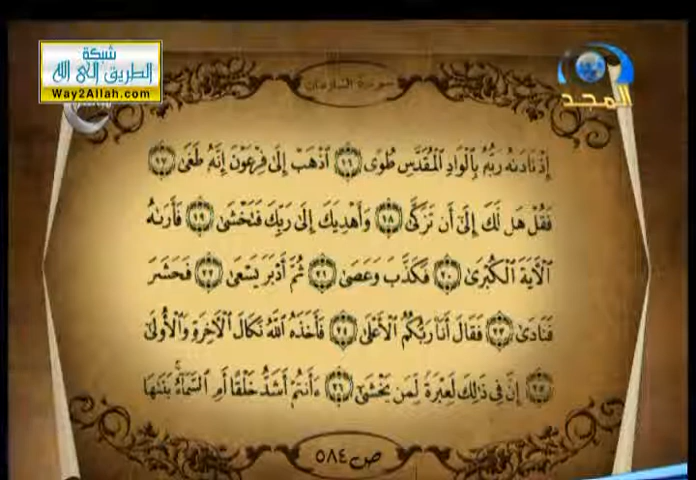 شبكة
الطريق إلى الله
Way2Allah.com
المجد
سورة النازعات
إِذْ نَادَىٰهُ رَبُّهُۥ بِٱلْوَادِ ٱلْمُقَدَّسِ طُوًى ١٦ ٱذْهَبْ إِلَىٰ فِرْعَوْنَ إِنَّهُۥ طَغَىٰ ١٧
فَقُلْ هَل لَّكَ إِلَىٰٓ أَن تَزَكَّىٰ ١٨ وَأَهْدِيَكَ إِلَىٰ رَبِّكَ فَتَخْشَىٰ ١٩ فَأَرَىٰهُ
ٱلْـَٔايَةَ ٱلْكُبْرَىٰ ٢٠ فَكَذَّبَ وَعَصَىٰ ٢١ ثُمَّ أَدْبَرَ يَسْعَىٰ ٢٢ فَحَشَرَ
فَنَادَىٰ ٢٣ فَقَالَ أَنَا۠ رَبُّكُمُ ٱلْأَعْلَىٰ ٢٤ فَأَخَذَهُ ٱللَّهُ نَكَالَ ٱلْـَٔاخِرَةِ وَٱلْأُولَىٰٓ
٢٥ إِنَّ فِى ذَٰلِكَ لَعِبْرَةً لِّمَن يَخْشَىٰٓ ٢٦ ءَأَنتُمْ أَشَدُّ خَلْقًا أَمِ ٱلسَّمَآءُ ۚ بَنَىٰهَا
ص ٥٨٤